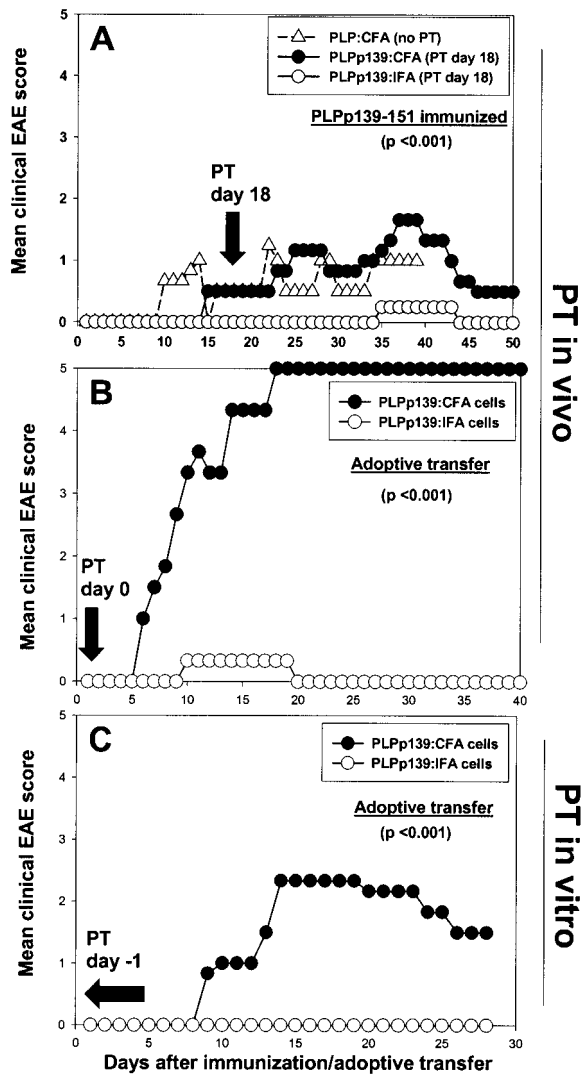 A
PLP:CFA (no PT)
PLPp139:CFA (PT day 18)
PLPp139:IFA (PT day 18)
PLPp139-151 immunized
(p <0.001)
PT
day 18
Mean clinical EAE score
5
4
3
2
1
0
0 5 10 15 20 25 30 35 40 45 50
B
PLPp139:CFA cells
PLPp139:IFA cells
Adoptive transfer
(p <0.001)
PT
day 0
Mean clinical EAE score
5
4
3
2
1
0
0 5 10 15 20 25 30 35 40
PT in vivo
C
PLPp139:CFA cells
PLPp139:IFA cells
Adoptive transfer
(p <0.001)
PT
day -1
Mean clinical EAE score
5
4
3
2
1
0
0 5 10 15 20 25 30
Days after immunization/adoptive transfer
PT in vitro